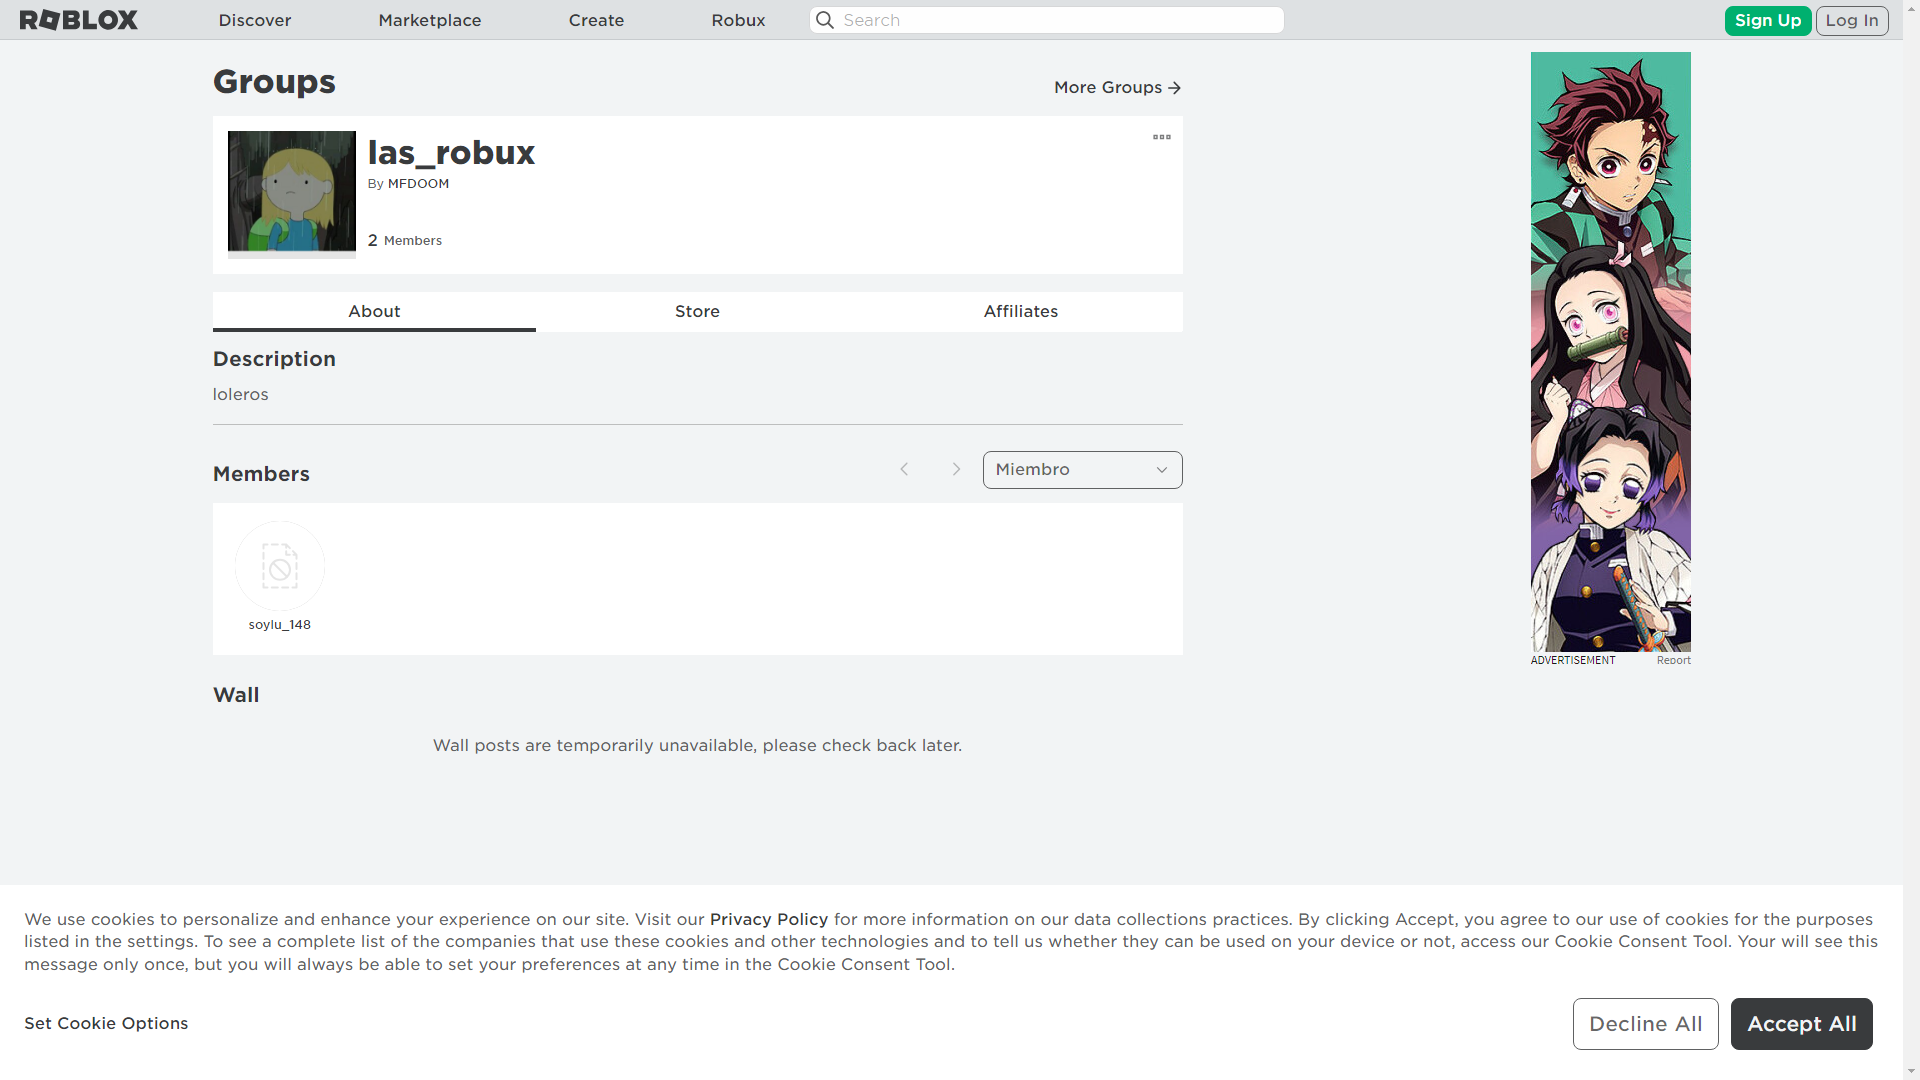 ROBLOX
Discover
Marketplace
Create
Robux
Search
Sign Up
Log In
Groups
More Groups
las_robux
By MFDOOM
2 Members
About
Store
Affiliates
Description
loleros
Members
Miembro
soylu_148
Wall
Wall posts are temporarily unavailable, please check back later.
ADVERTISEMENT
Report
We use cookies to personalize and enhance your experience on our site. Visit our Privacy Policy for more information on our data collections practices. By clicking Accept, you agree to our use of cookies for the purposes
listed in the settings. To see a complete list of the companies that use these cookies and other technologies and to tell us whether they can be used on your device or not, access our Cookie Consent Tool. Your will see this
message only once, but you will always be able to set your preferences at any time in the Cookie Consent Tool.
Set Cookie Options
Decline All
Accept All